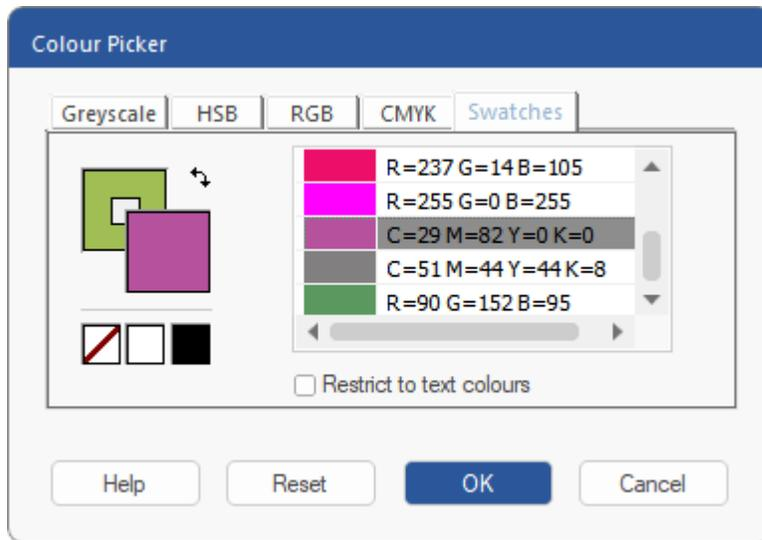 Colour Picker
Greyscale HSB RGB CMYK Swatches
R=237 G=14 B=105
R=255 G=0 B=255
C=29 M=82 Y=0 K=0
C=51 M=44 Y=44 K=8
R=90 G=152 B=95
Restrict to text colours
Help Reset OK Cancel